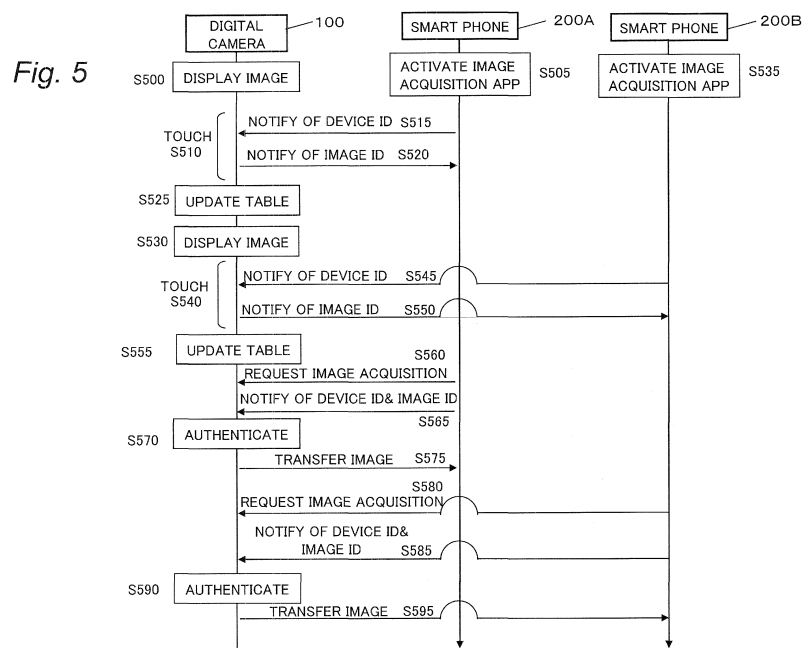 Fig. 5
DIGITAL
CAMERA
100
SMART PHONE
200A
SMART PHONE
200B
S500
DISPLAY IMAGE
ACTIVATE IMAGE
ACQUISITION APP
S505
ACTIVATE IMAGE
ACQUISITION APP
S535
TOUCH
S510
NOTIFY OF DEVICE ID S515
NOTIFY OF IMAGE ID S520
S525
UPDATE TABLE
S530
DISPLAY IMAGE
TOUCH
S540
NOTIFY OF DEVICE ID S545
NOTIFY OF IMAGE ID S550
S555
UPDATE TABLE
S560
REQUEST IMAGE ACQUISITION
NOTIFY OF DEVICE ID& IMAGE ID
S565
S570
AUTHENTICATE
TRANSFER IMAGE S575
S580
REQUEST IMAGE ACQUISITION
NOTIFY OF DEVICE ID&
IMAGE ID S585
S590
AUTHENTICATE
TRANSFER IMAGE S595